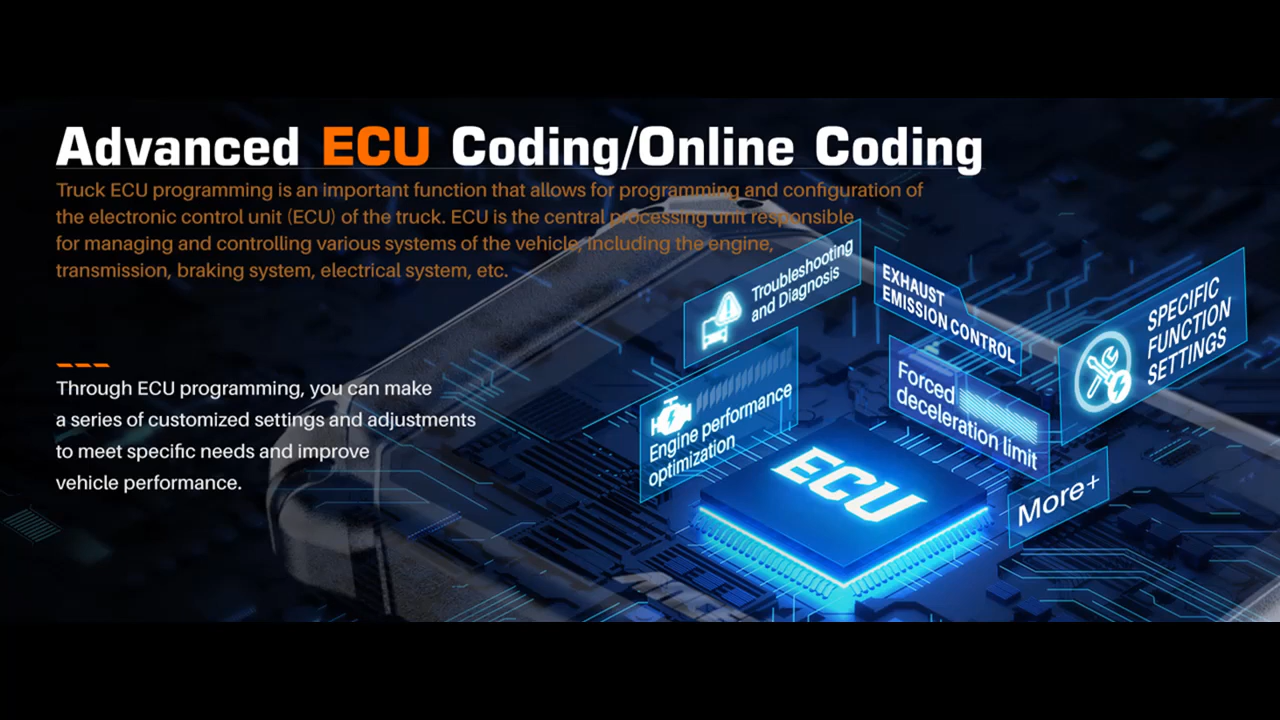 Advanced ECU Coding/Online Coding
Truck ECU programming is an important function that allows for programming and configuration of
the electronic control unit (ECU) of the truck. ECU is the central processing unit responsible
for managing and controlling various systems of the vehicle, including the engine,
transmission, braking system, electrical system, etc.
Through ECU programming, you can make
a series of customized settings and adjustments
to meet specific needs and improve
vehicle performance.
Troubleshooting
and Diagnosis
EXHAUST
EMISSION CONTROL
SPECIFIC
FUNCTION
SETTINGS
Engine performance
optimization
Forced
deceleration limit
ECU
More+